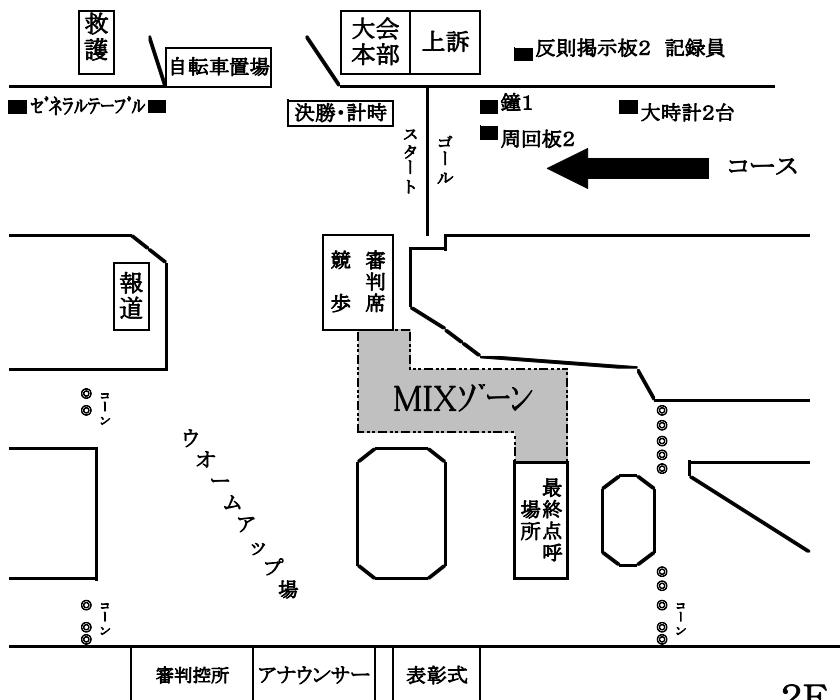 救護
自転車置場
大会本部
上訴
反則掲示板2 記録員
ｾﾞﾈﾗﾙテーブル
決勝・計時
スタート
ゴール
鐘1
周回板2
大時計2台
コース
報道
競歩
審判席
MIXゾーン
コーン
ウオームアップ場
最終点呼
場所
コーン
コーン
審判控所
アナウンサー
表彰式
2F